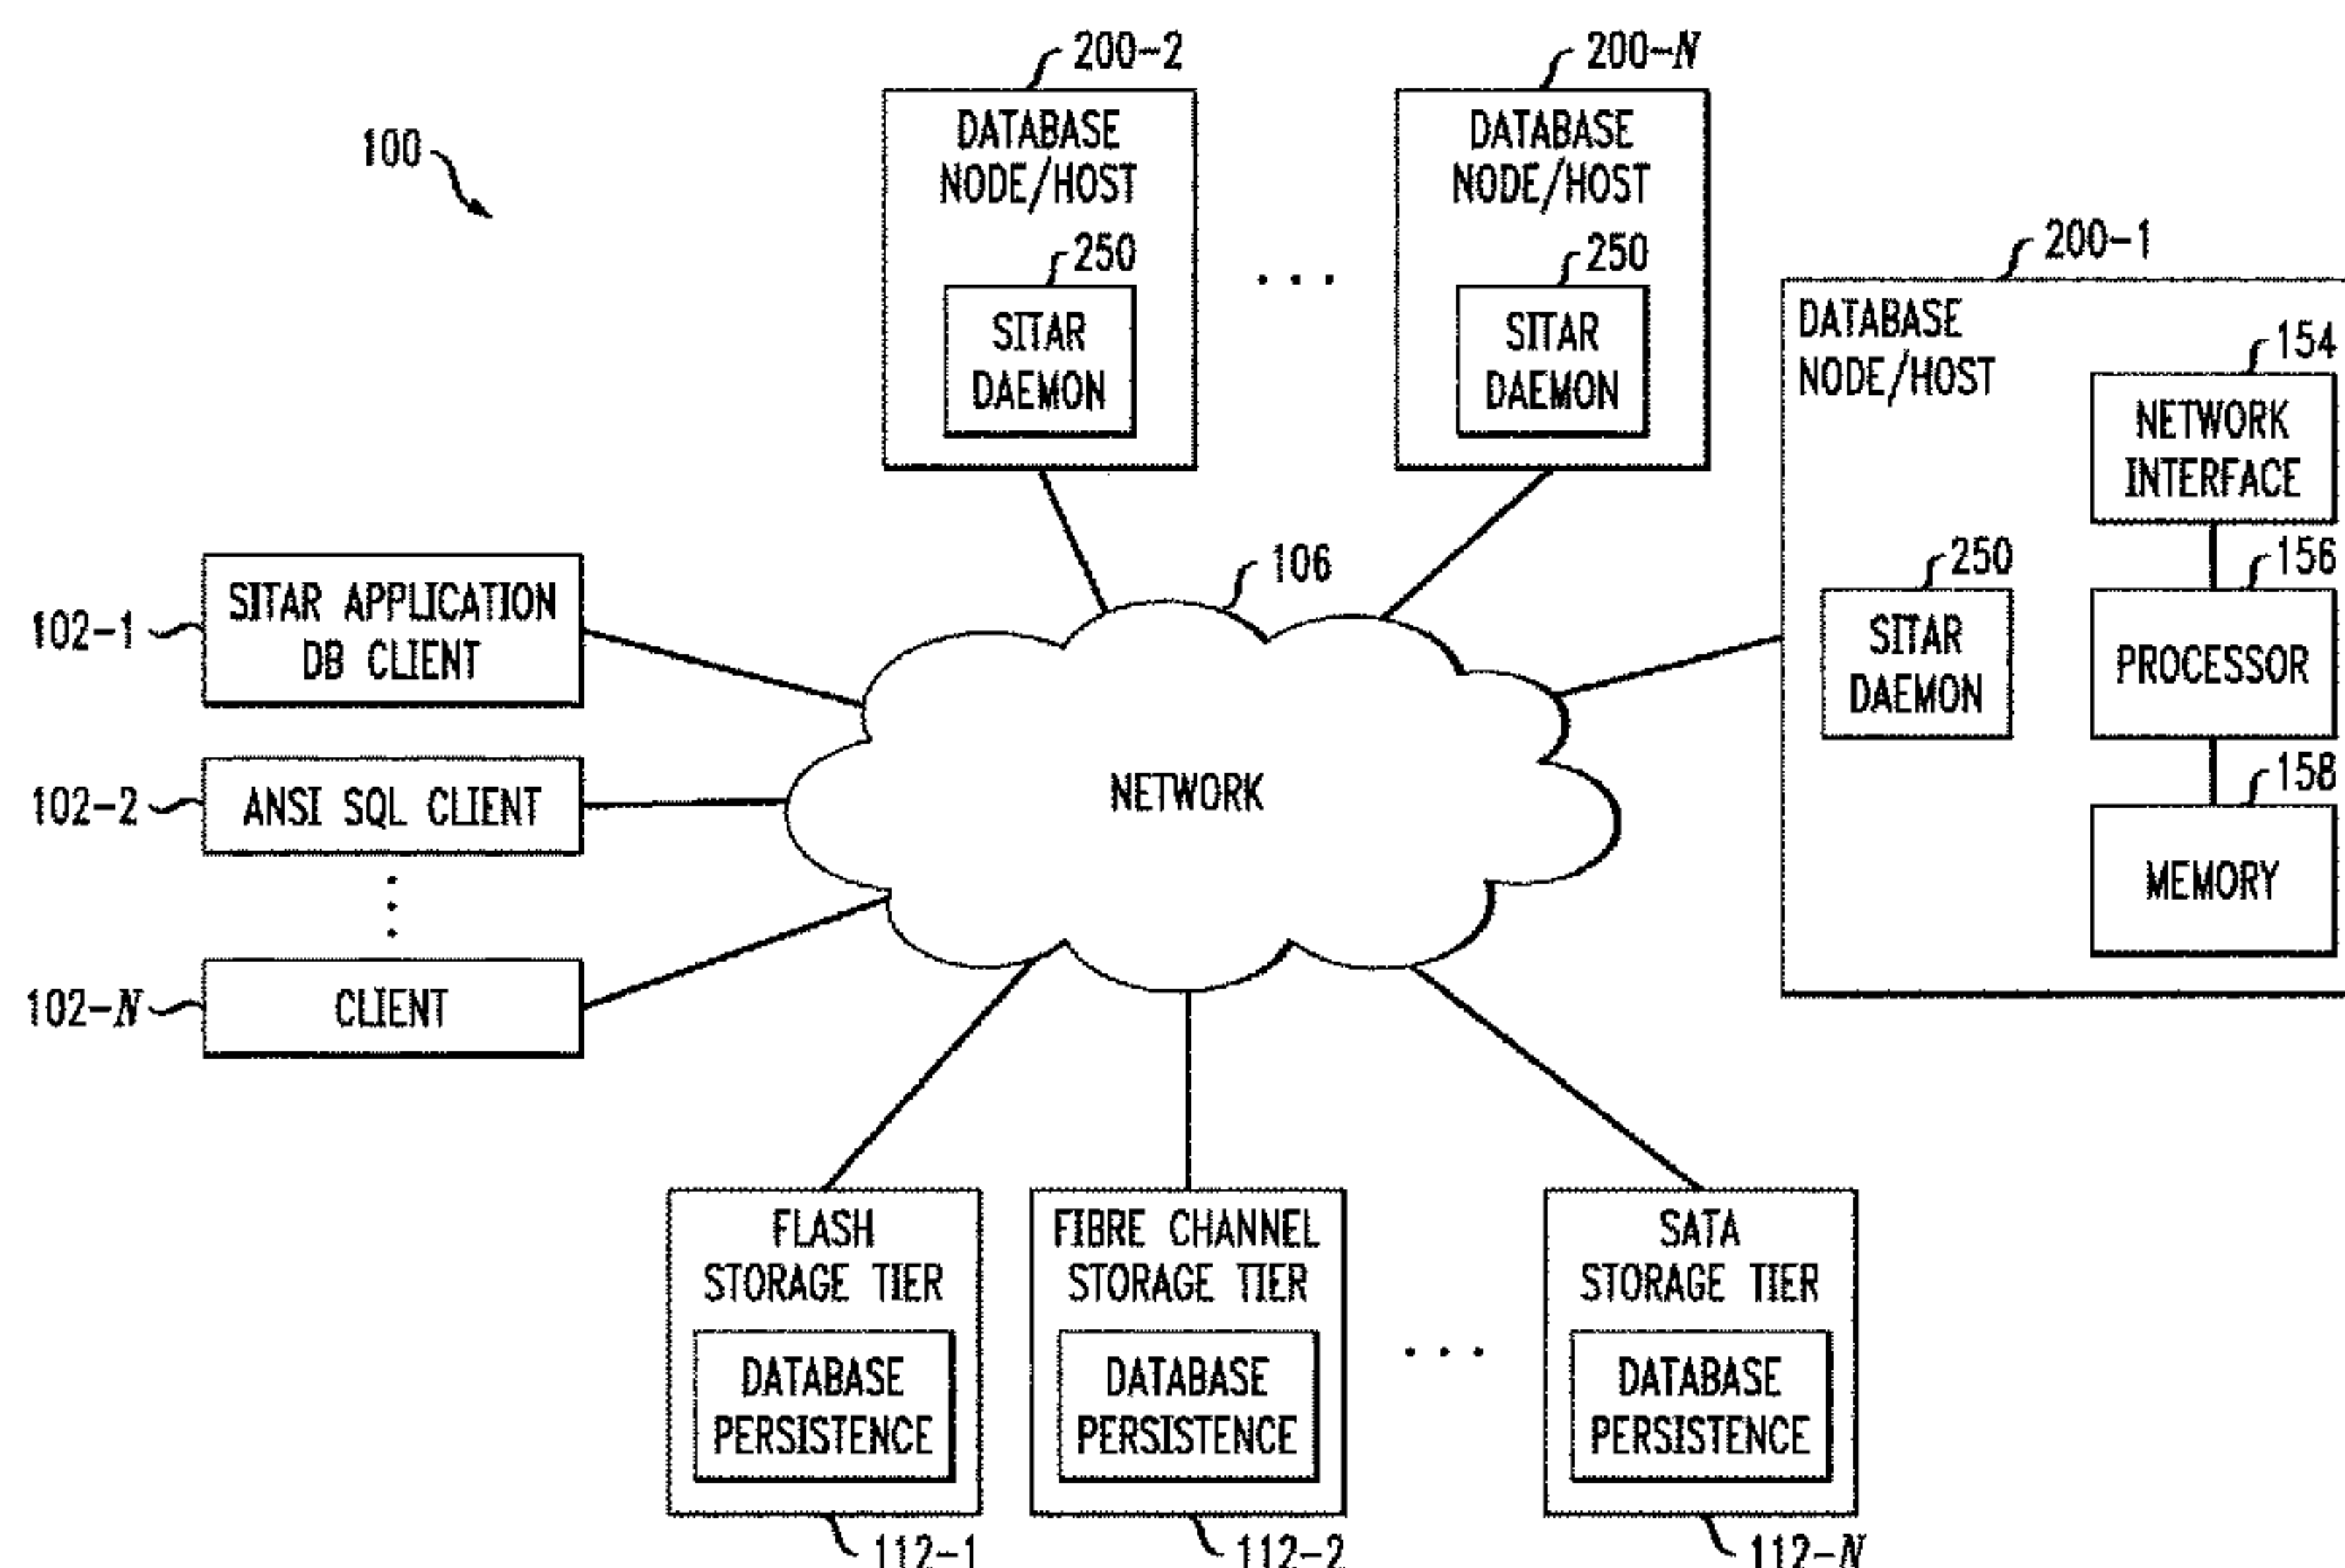 100
200-2
DATABASE
NODE/HOST
250
SITAR
DAEMON
. . .
200-N
DATABASE
NODE/HOST
250
SITAR
DAEMON
200-1
DATABASE
NODE/HOST
154
NETWORK
INTERFACE
250
SITAR
DAEMON
156
PROCESSOR
158
MEMORY
106
NETWORK
102-1
SITAR APPLICATION
DB CLIENT
102-2
ANSI SQL CLIENT
102-N
CLIENT
FLASH
STORAGE TIER
DATABASE
PERSISTENCE
112-1
FIBRE CHANNEL
STORAGE TIER
DATABASE
PERSISTENCE
112-2
. . .
SATA
STORAGE TIER
DATABASE
PERSISTENCE
112-N